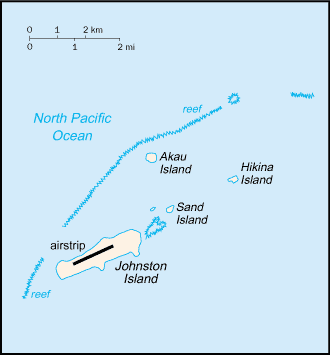 0 1 2 km
0 1 2 mi
reef
North Pacific
Ocean
Akau
Island
Hikina
Island
Sand
Island
airstrip
Johnston
Island
reef